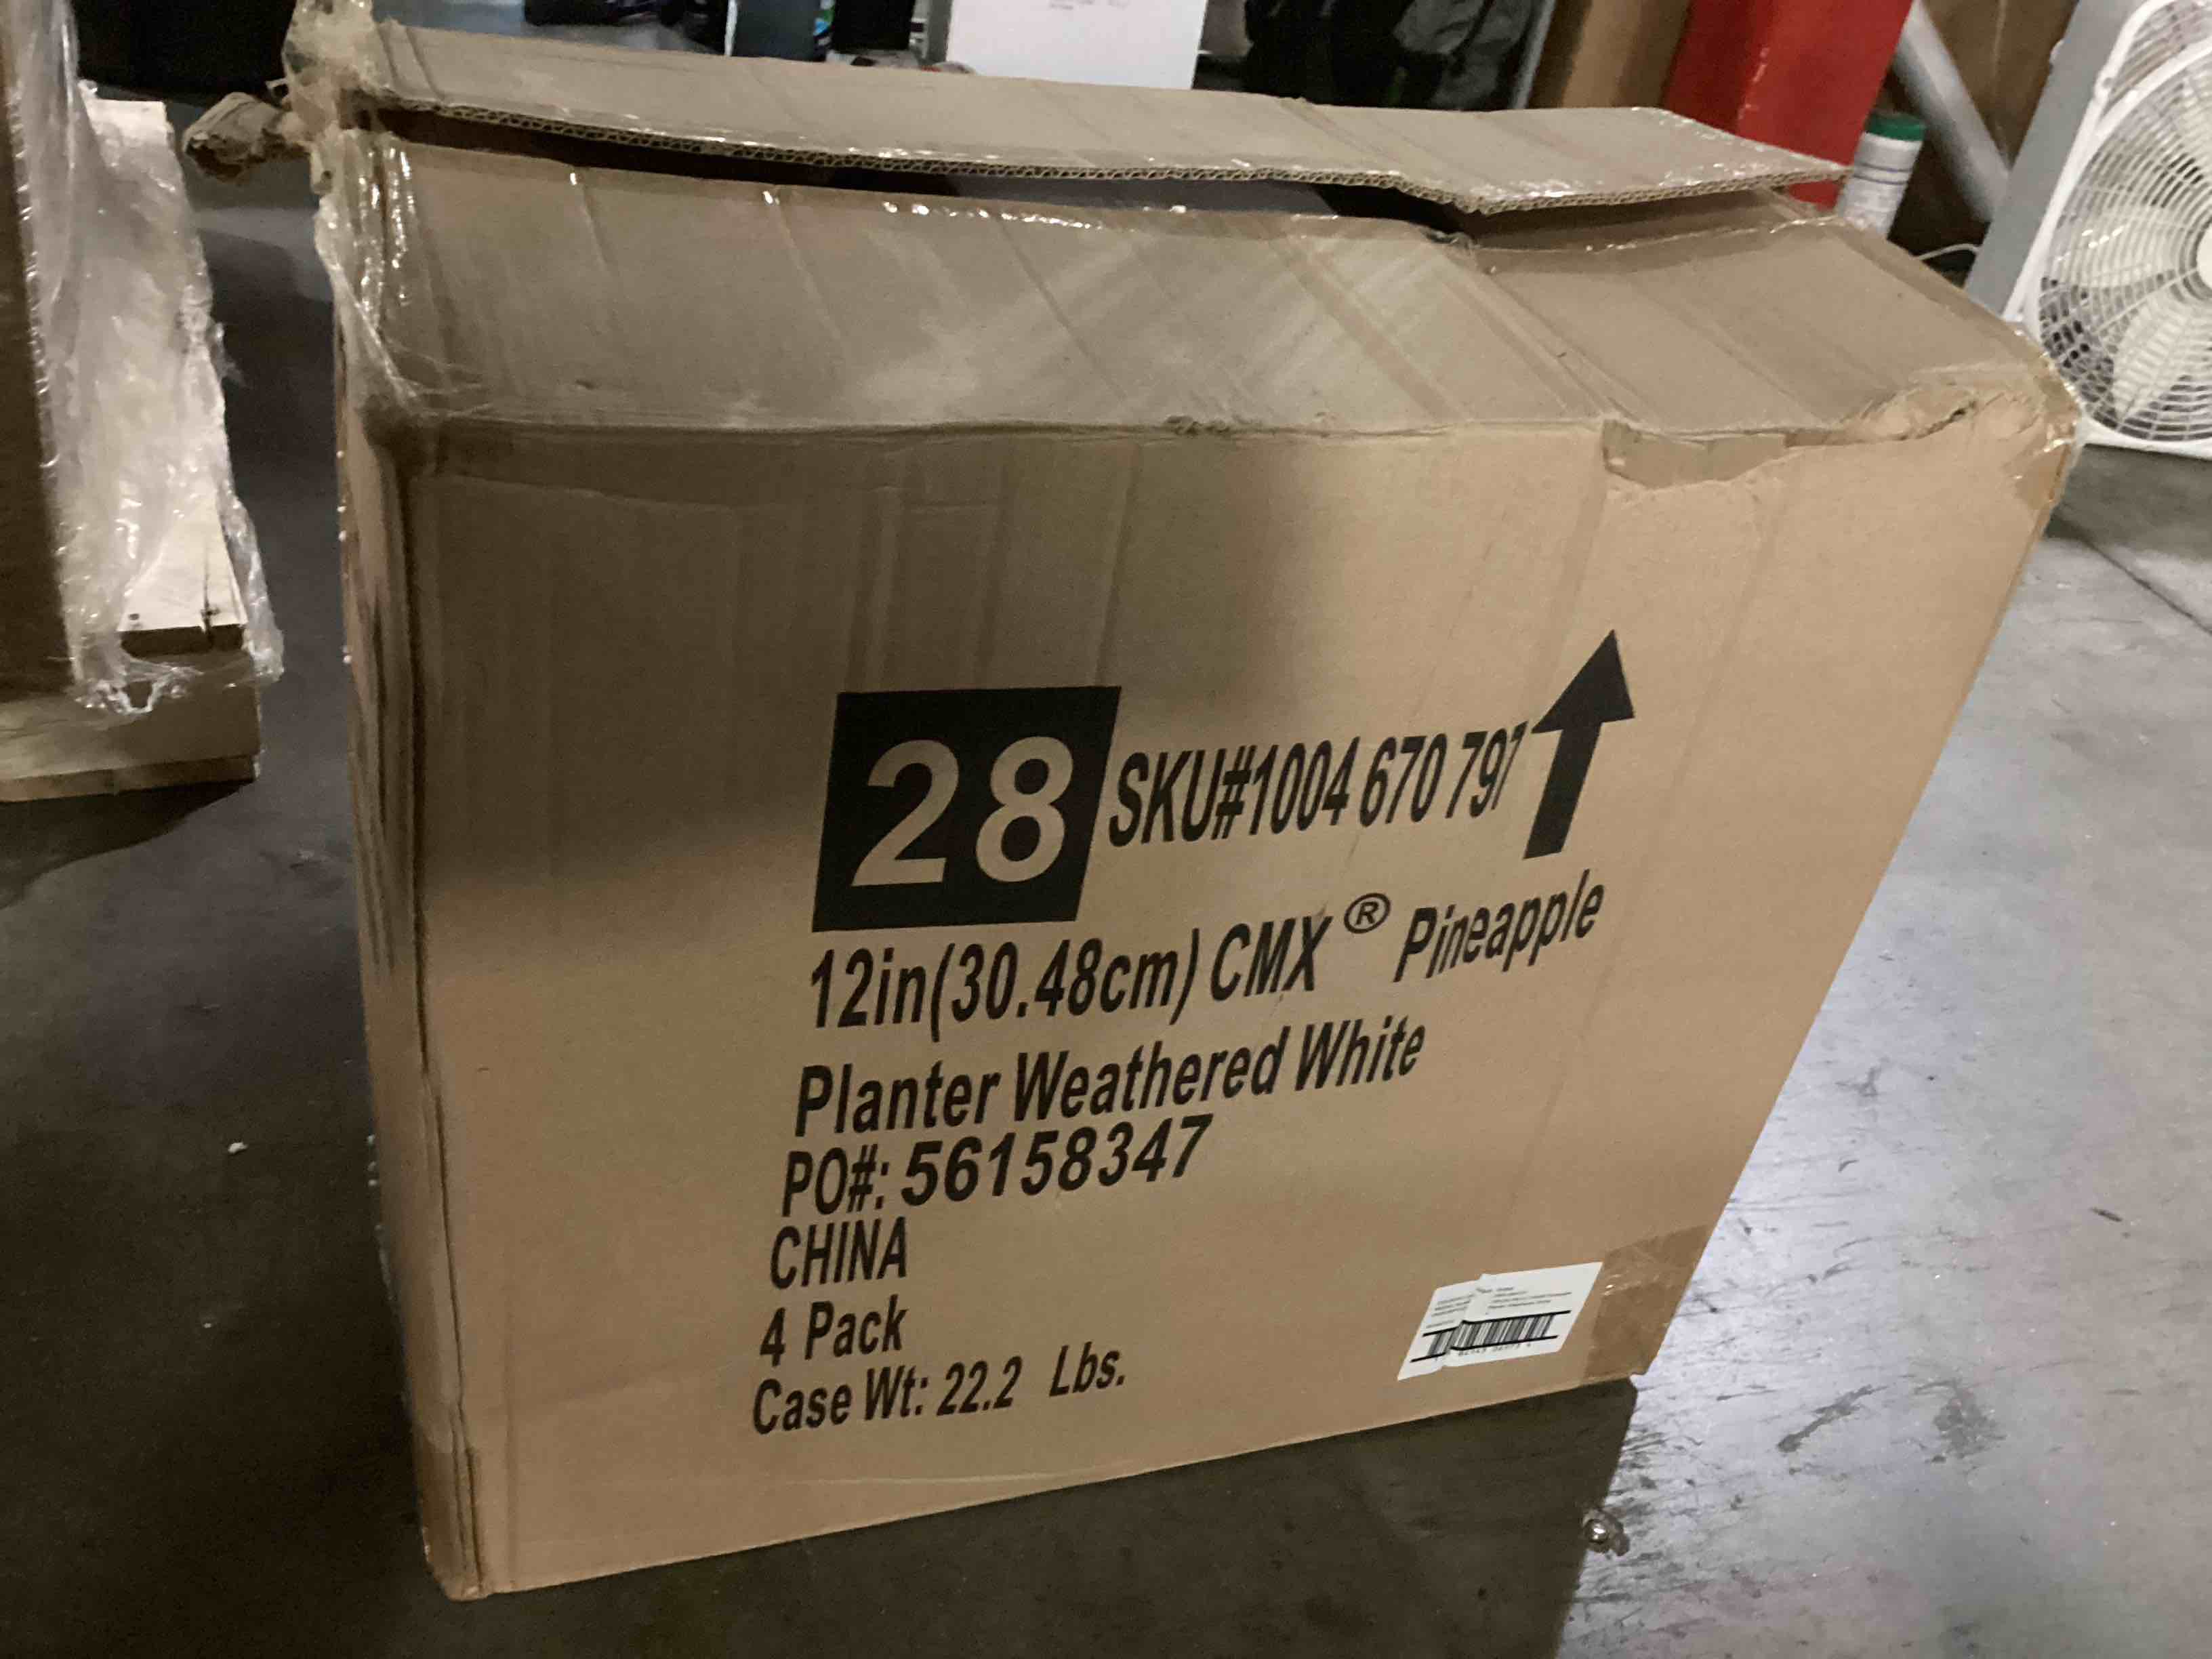 28 SKU#1004 670 797
12in(30.48cm) CMX® Pineapple
Planter Weathered White
PO#: 56158347
CHINA
4 Pack
Case Wt: 22.2 Lbs.